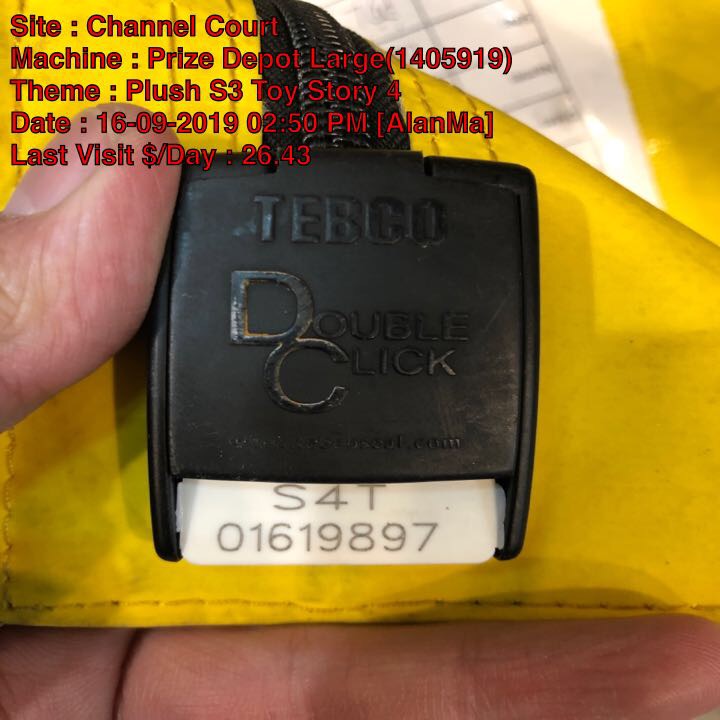 Site : Channel Court
Machine : Prize Depot Large(1405919)
Theme : Plush S3 Toy Story 4
Date : 16-09-2019 02:50 PM [AlanMa]
Last Visit $/Day : 26.43
TEBCO
DOUBLE
CLICK
S4T
01619897